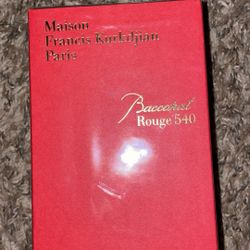 Maison
Francis Kurkdjian
Paris
Baccarat
Rouge 540